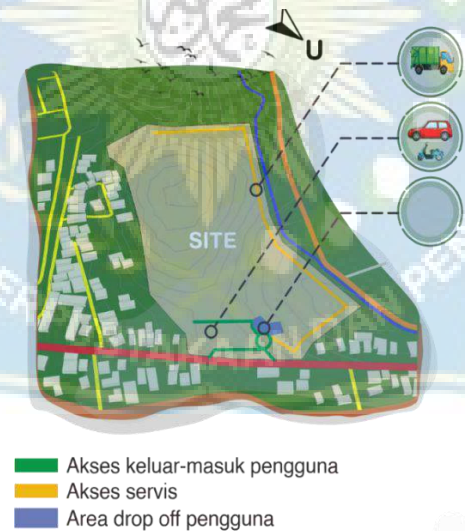 U
SITE
Akses keluar-masuk pengguna
Akses servis
Area drop off pengguna